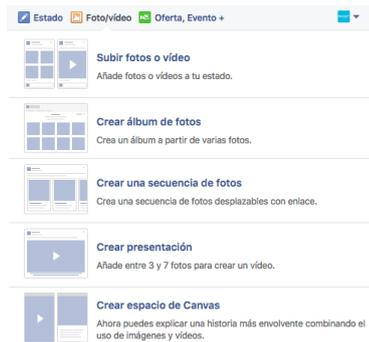 Estado Foto/vídeo Oferta, Evento +
Subir fotos o vídeo
Añade fotos o vídeos a tu estado.
Crear álbum de fotos
Crea un álbum a partir de varias fotos.
Crear una secuencia de fotos
Crea una secuencia de fotos desplazables con enlace.
Crear presentación
Añade entre 3 y 7 fotos para crear un vídeo.
Crear espacio de Canvas
Ahora puedes explicar una historia más envolvente combinando el
uso de imágenes y vídeos.